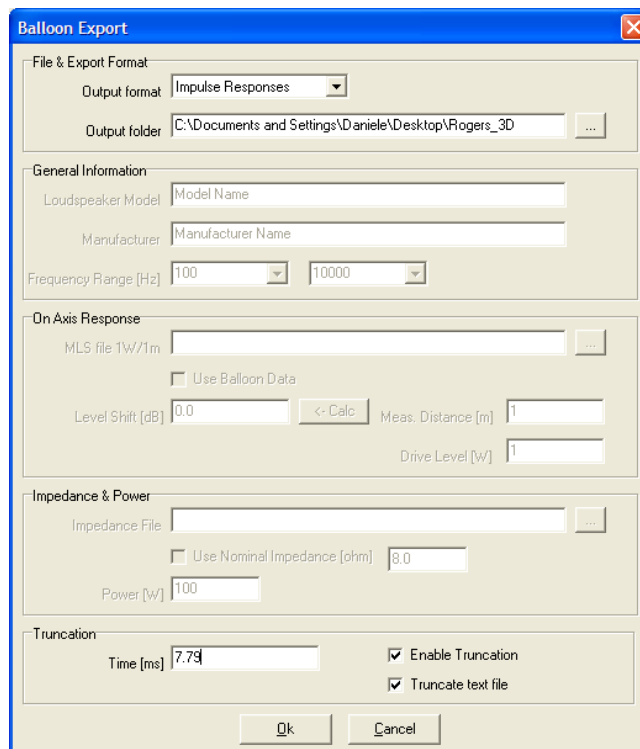 Balloon Export
File & Export Format
Output format Impulse Responses
Output folder C:\Documents and Settings\Daniele\Desktop\Rogers_3D ...
General Information
Loudspeaker Model Model Name
Manufacturer Manufacturer Name
Frequency Range [Hz] 100 10000
On Axis Response
MLS file 1W/1m ...
Use Balloon Data
Level Shift [dB] 0.0 <- Calc Meas. Distance [m] 1
Drive Level [W] 1
Impedance & Power
Impedance File ...
Use Nominal Impedance [ohm] 8.0
Power [W] 100
Truncation
Time [ms] 7.79 Enable Truncation
Truncate text file
Ok Cancel